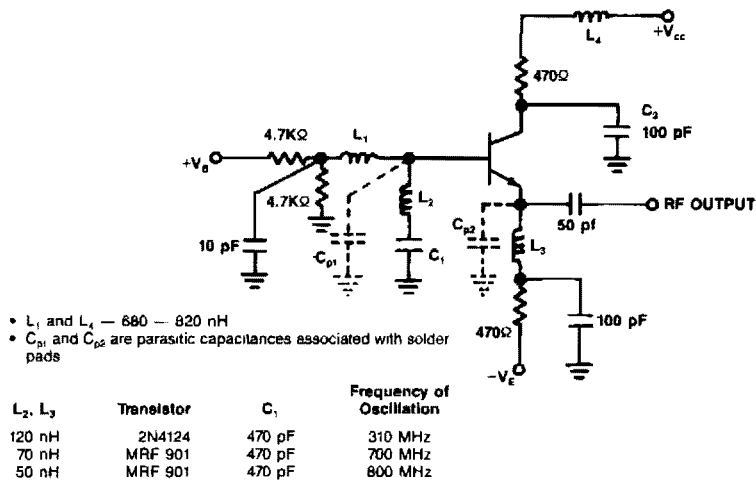 L4
+Vcc
470Ω
C2
100 pF
4.7KΩ
L1
+VB
4.7KΩ
L2
10 pF
Cp1
C1
Cp2
50 pf
RF OUTPUT
L3
470Ω
100 pF
−VE
• L1 and L4 — 680 — 820 nH
• Cp1 and Cp2 are parasitic capacitances associated with solder
pads
L2, L3 Transistor C1 Frequency of
Oscillation
120 nH 2N4124 470 pF 310 MHz
70 nH MRF 901 470 pF 700 MHz
50 nH MRF 901 470 pF 800 MHz